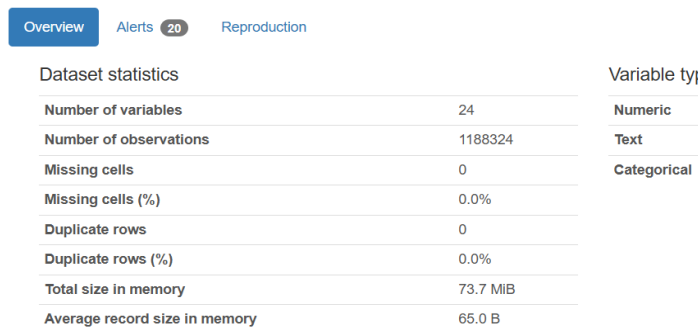 Overview Alerts 20 Reproduction
Dataset statistics
Number of variables 24
Number of observations 1188324
Missing cells 0
Missing cells (%) 0.0%
Duplicate rows 0
Duplicate rows (%) 0.0%
Total size in memory 73.7 MiB
Average record size in memory 65.0 B
Variable typ
Numeric
Text
Categorical